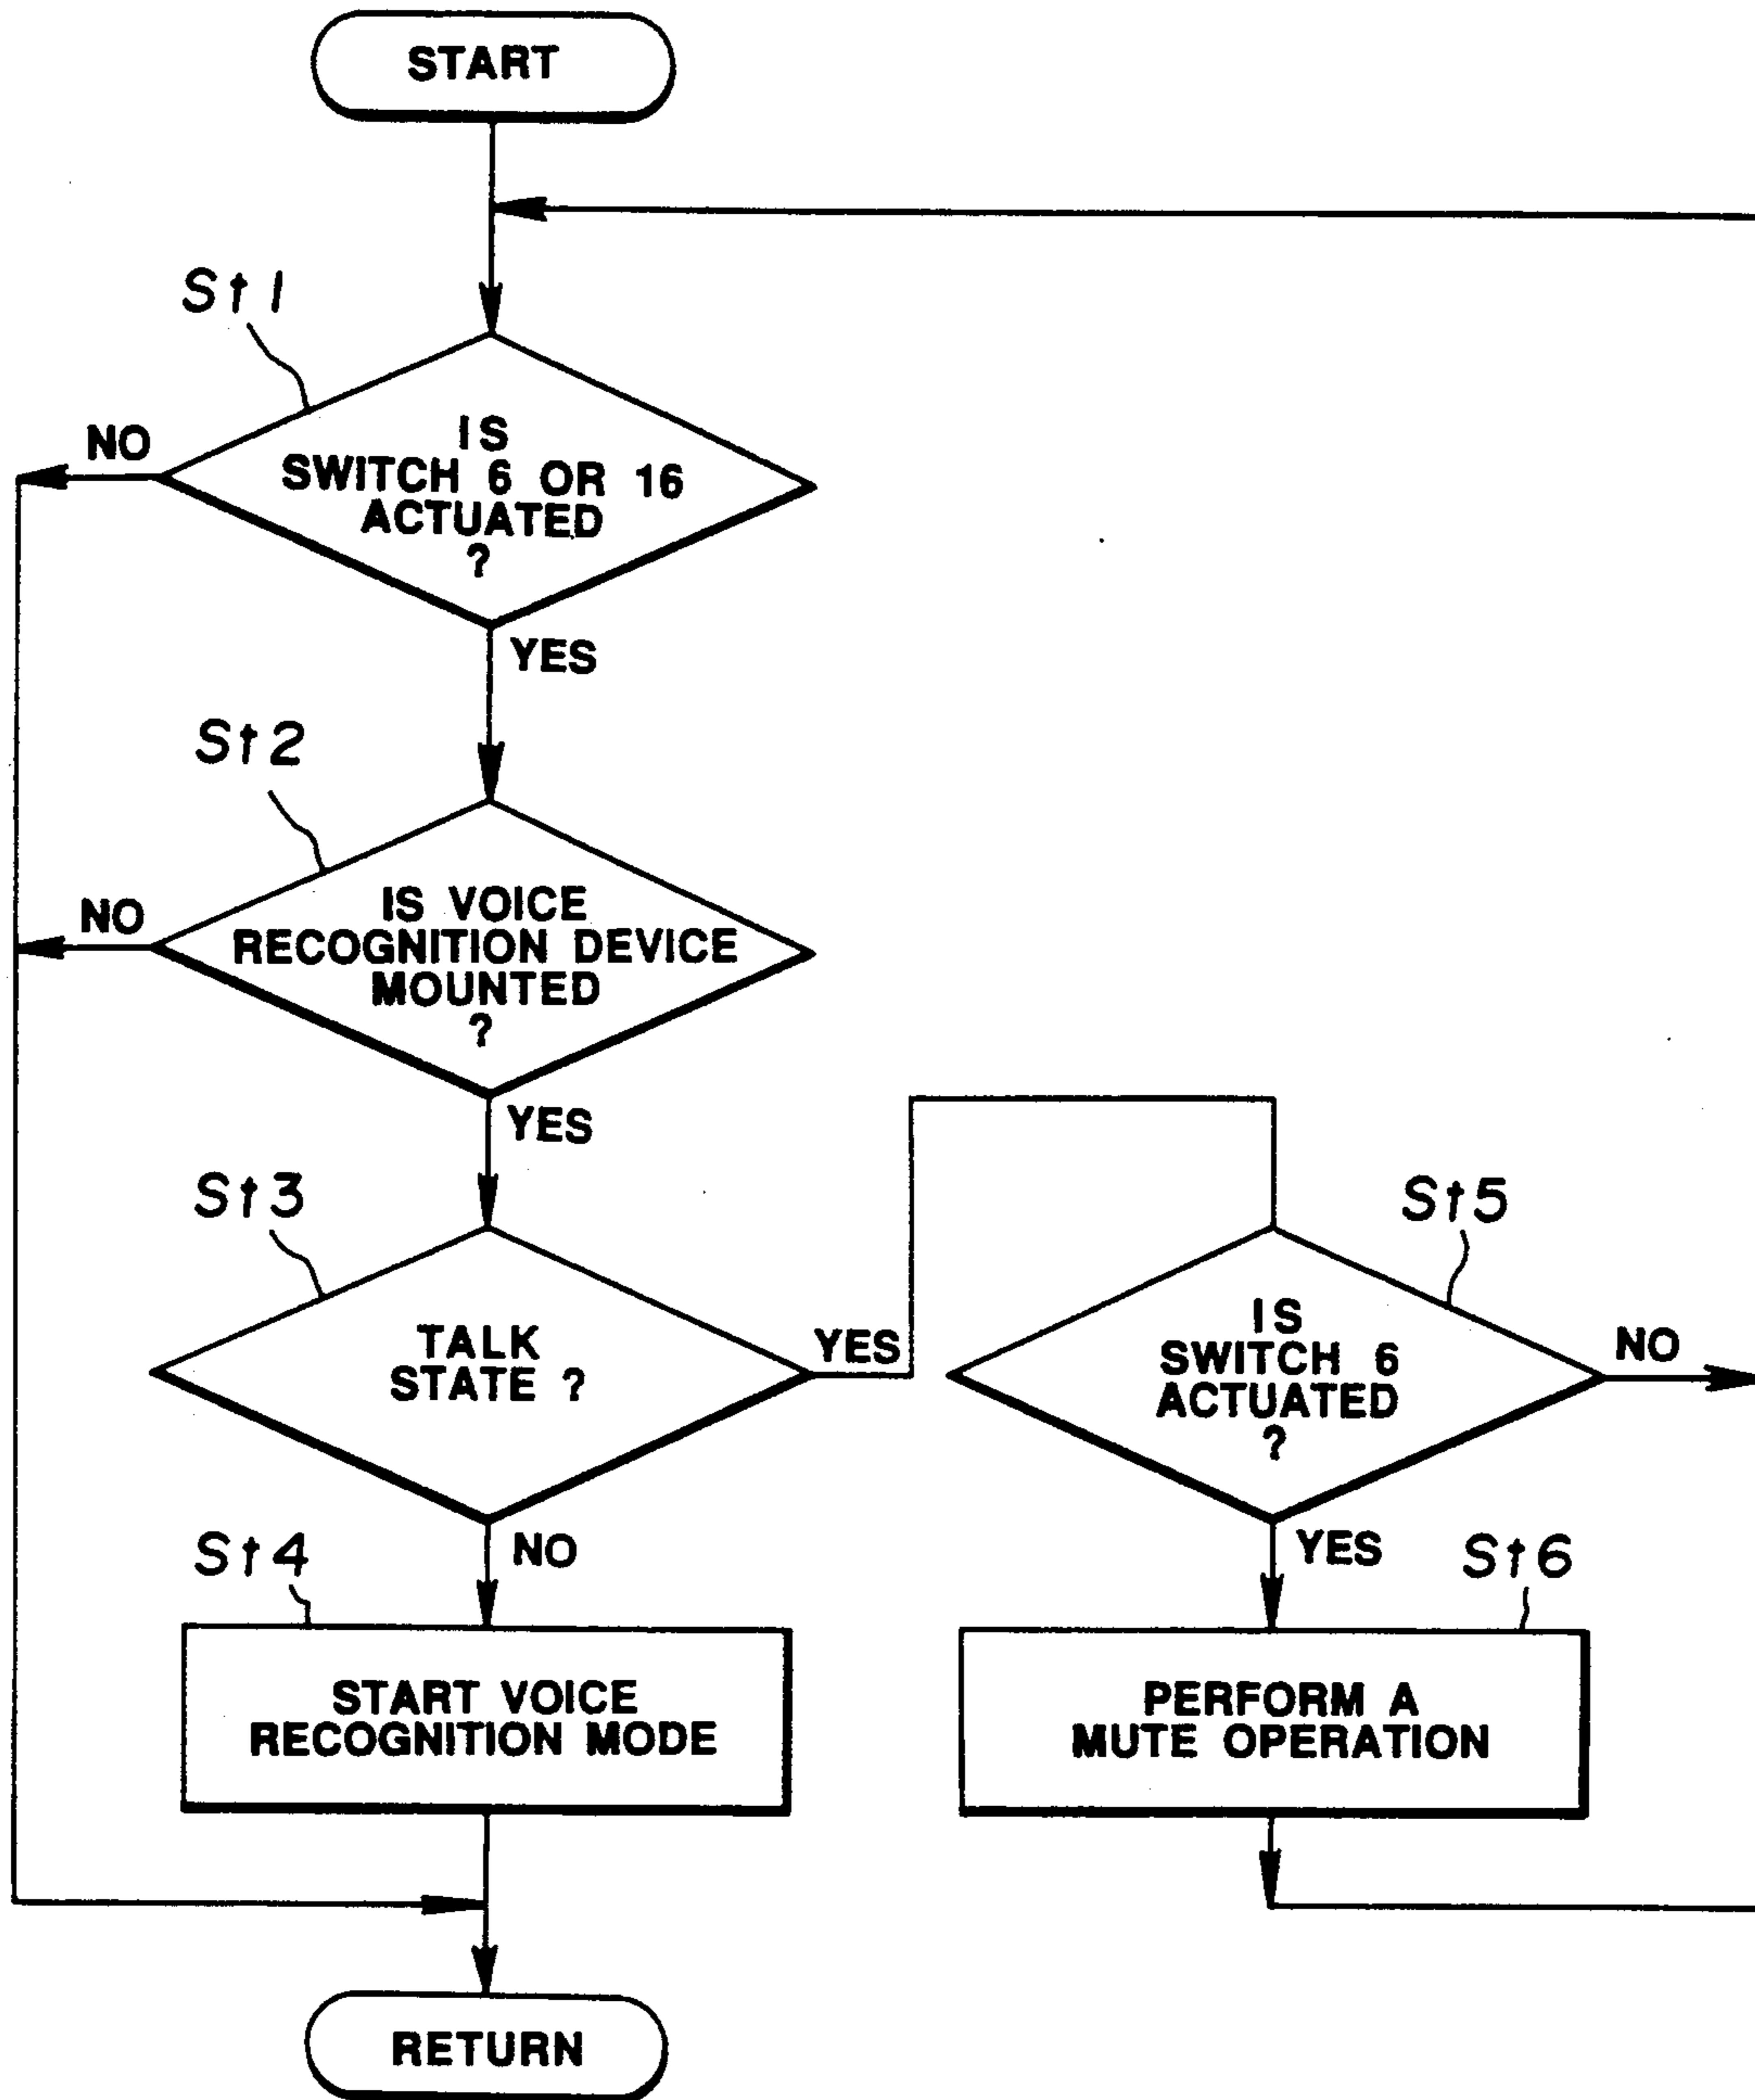 START
St1
NO
IS
SWITCH 6 OR 16
ACTUATED
?
YES
St2
NO
IS VOICE
RECOGNITION DEVICE
MOUNTED
?
YES
St3
TALK
STATE ?
YES
St5
IS
SWITCH 6
ACTUATED
?
NO
NO
YES
St4
START VOICE
RECOGNITION MODE
St6
PERFORM A
MUTE OPERATION
RETURN